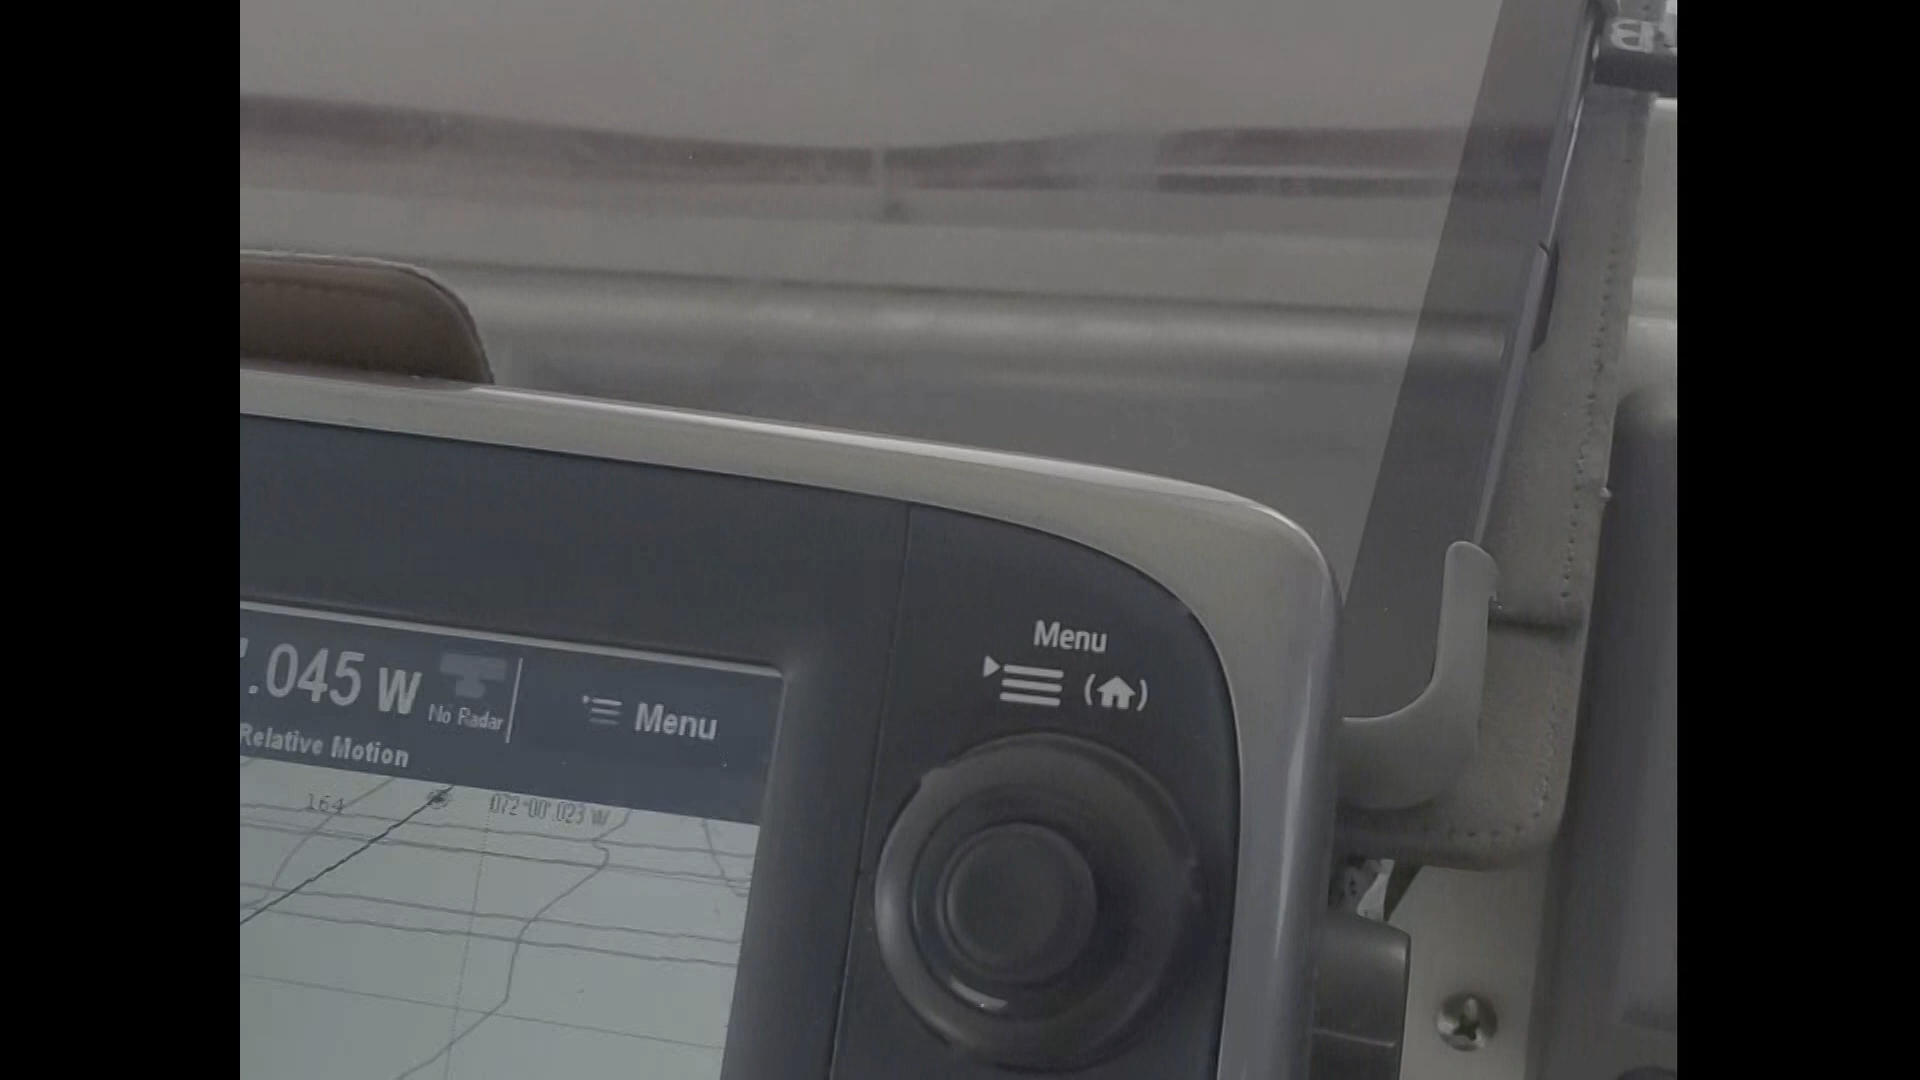 Menu
.045 W
No Radar
Menu
Relative Motion
164
072°00'.023 W